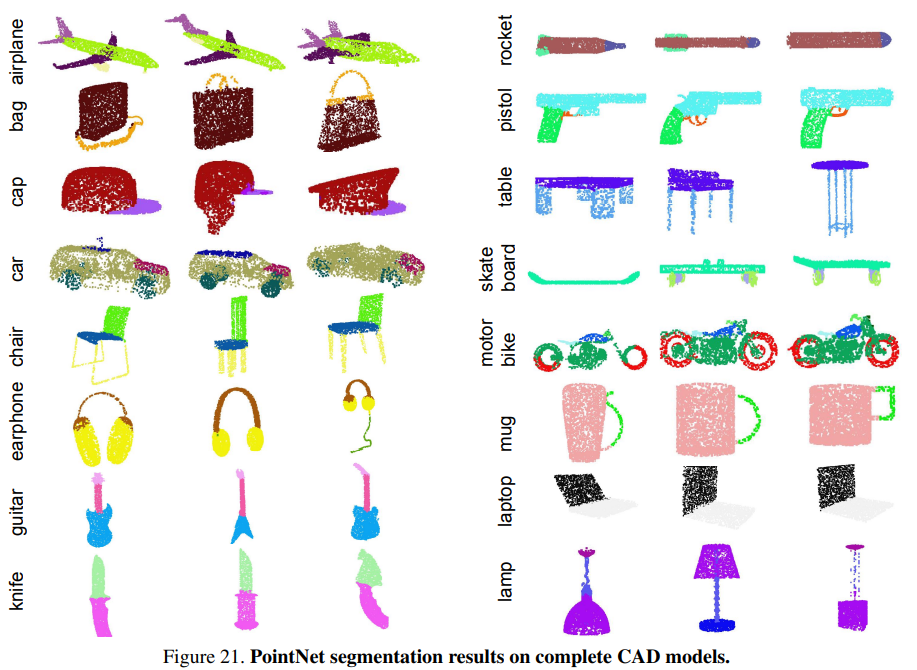 airplane
bag
cap
car
chair
earphone
guitar
knife
rocket
pistol
table
skate
board
motor
bike
mug
laptop
lamp
Figure 21. PointNet segmentation results on complete CAD models.